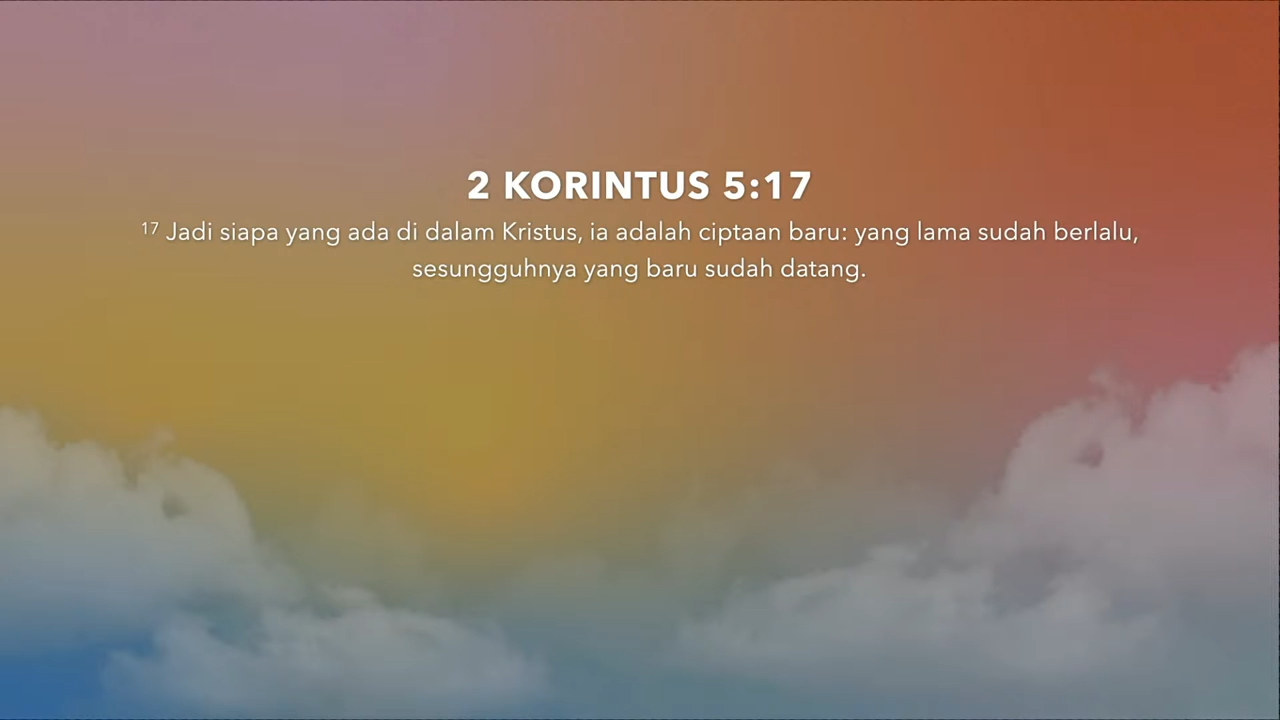 2 KORINTUS 5:17
¹⁷ Jadi siapa yang ada di dalam Kristus, ia adalah ciptaan baru: yang lama sudah berlalu,
sesungguhnya yang baru sudah datang.